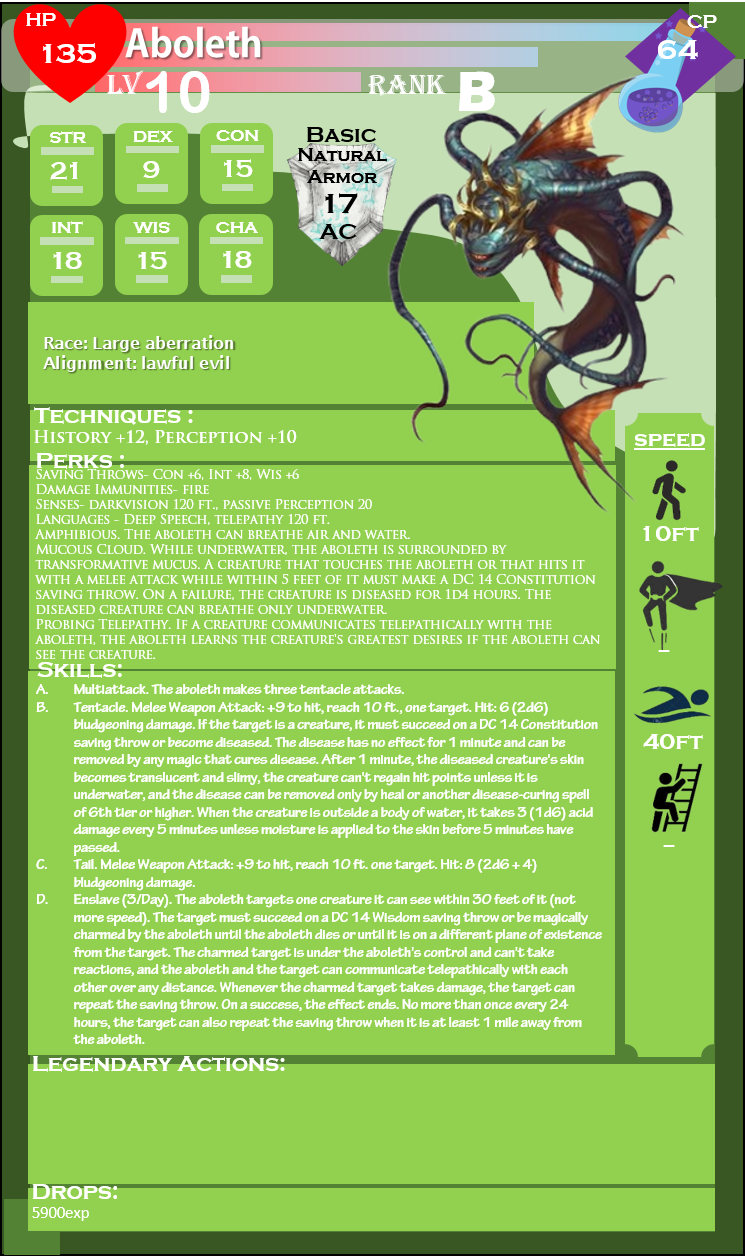 HP
135
Aboleth
CP
64
LV 10
RANK B
STR
21
DEX
9
CON
15
INT
18
WIS
15
CHA
18
Basic
Natural
Armor
17
AC
Race: Large aberration
Alignment: lawful evil
Techniques :
History +12, Perception +10
Perks :
Saving Throws- Con +6, Int +8, Wis +6
Damage Immunities- fire
Senses- darkvision 120 ft., passive Perception 20
Languages - Deep Speech, telepathy 120 ft.
Amphibious. The aboleth can breathe air and water.
Mucous Cloud. While underwater, the aboleth is surrounded by
transformative mucus. A creature that touches the aboleth or that hits it
with a melee attack while within 5 feet of it must make a DC 14 Constitution
saving throw. On a failure, the creature is diseased for 1d4 hours. The
diseased creature can breathe only underwater.
Probing Telepathy. If a creature communicates telepathically with the
aboleth, the aboleth learns the creature's greatest desires if the aboleth can
see the creature.
Skills:
A. Multiattack. The aboleth makes three tentacle attacks.
B. Tentacle. Melee Weapon Attack: +9 to hit, reach 10 ft., one target. Hit: 6 (2d6)
bludgeoning damage. If the target is a creature, it must succeed on a DC 14 Constitution
saving throw or become diseased. The disease has no effect for 1 minute and can be
removed by any magic that cures disease. After 1 minute, the diseased creature's skin
becomes translucent and slimy, the creature can't regain hit points unless it is
underwater, and the disease can be removed only by heal or another disease-curing spell
of 6th tier or higher. When the creature is outside a body of water, it takes 3 (1d6) acid
damage every 5 minutes unless moisture is applied to the skin before 5 minutes have
passed.
C. Tail. Melee Weapon Attack: +9 to hit, reach 10 ft. one target. Hit: 8 (2d6 + 4)
bludgeoning damage.
D. Enslave (3/Day). The aboleth targets one creature it can see within 30 feet of it (not
more speed). The target must succeed on a DC 14 Wisdom saving throw or be magically
charmed by the aboleth until the aboleth dies or until it is on a different plane of existence
from the target. The charmed target is under the aboleth's control and can't take
reactions, and the aboleth and the target can communicate telepathically with each
other over any distance. Whenever the charmed target takes damage, the target can
repeat the saving throw. On a success, the effect ends. No more than once every 24
hours, the target can also repeat the saving throw when it is at least 1 mile away from
the aboleth.
SPEED
10FT
–
40FT
–
Legendary Actions:
Drops:
5900exp